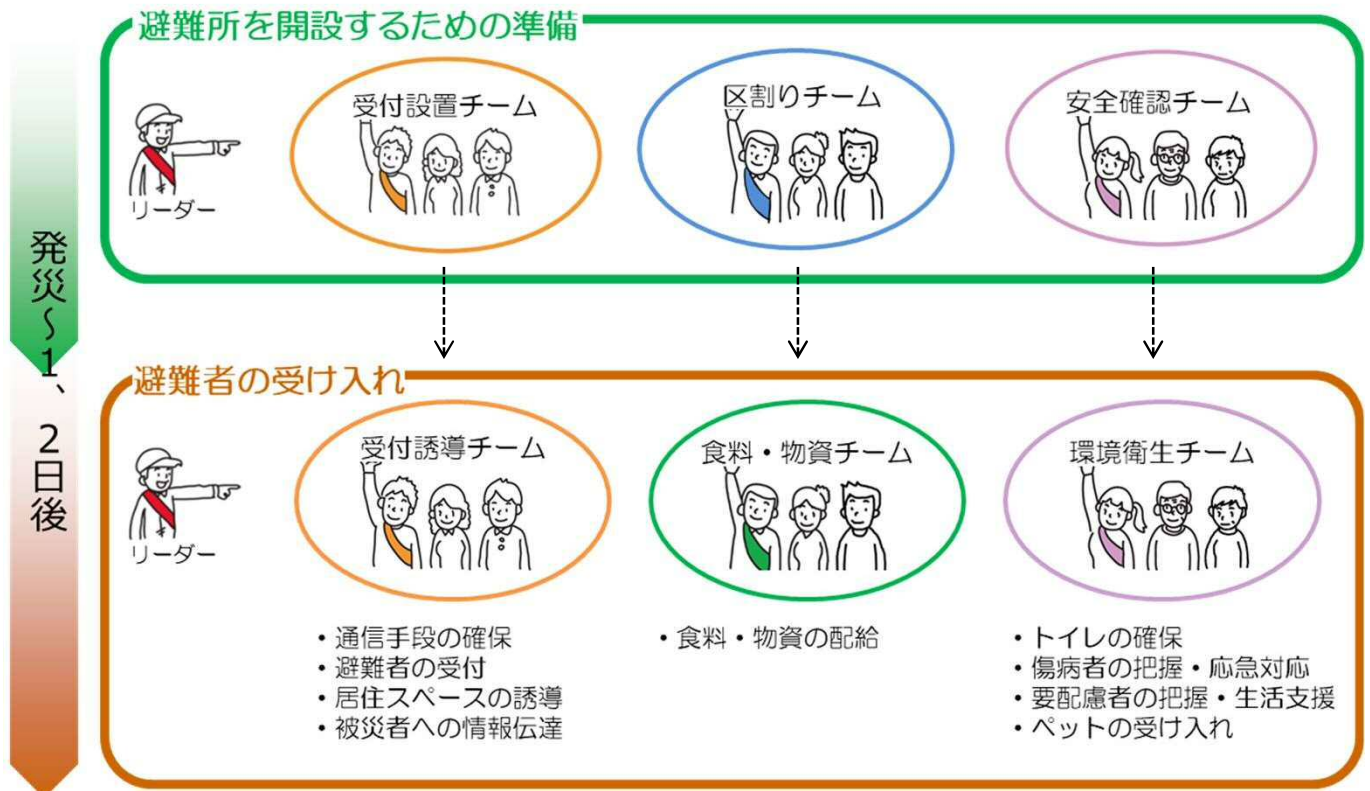 避難所を開設するための準備
受付設置チーム
区割りチーム
安全確認チーム
リーダー
発災～1、2日後
避難者の受け入れ
受付誘導チーム
食料・物資チーム
環境衛生チーム
リーダー
・通信手段の確保
・避難者の受付
・居住スペースの誘導
・被災者への情報伝達
・食料・物資の配給
・トイレの確保
・傷病者の把握・応急対応
・要配慮者の把握・生活支援
・ペットの受け入れ